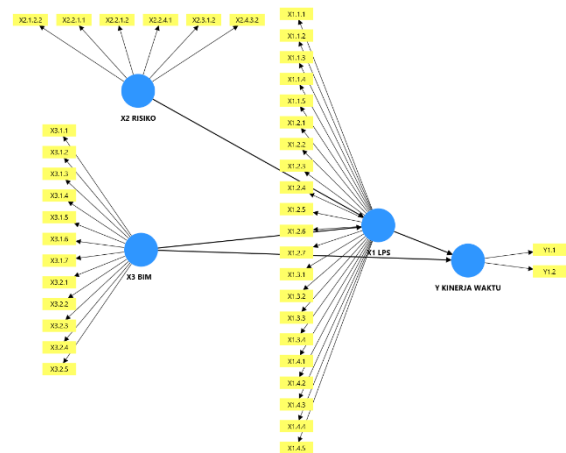 X2.1.2.2 X2.2.1.1 X2.2.1.2 X2.2.4.1 X2.3.1.2 X2.4.3.2
X2 RISIKO
X3.1.1
X3.1.2
X3.1.3
X3.1.4
X3.1.5
X3.1.6
X3.1.7
X3.2.1
X3.2.2
X3.2.3
X3.2.4
X3.2.5
X3 BIM
X1.1.1
X1.1.2
X1.1.3
X1.1.4
X1.1.5
X1.2.1
X1.2.2
X1.2.3
X1.2.4
X1.2.5
X1.2.6
X1.2.7
X1.3.1
X1.3.2
X1.3.3
X1.3.4
X1.4.1
X1.4.2
X1.4.3
X1.4.4
X1.4.5
X1 LPS
Y KINERJA WAKTU
Y1.1
Y1.2